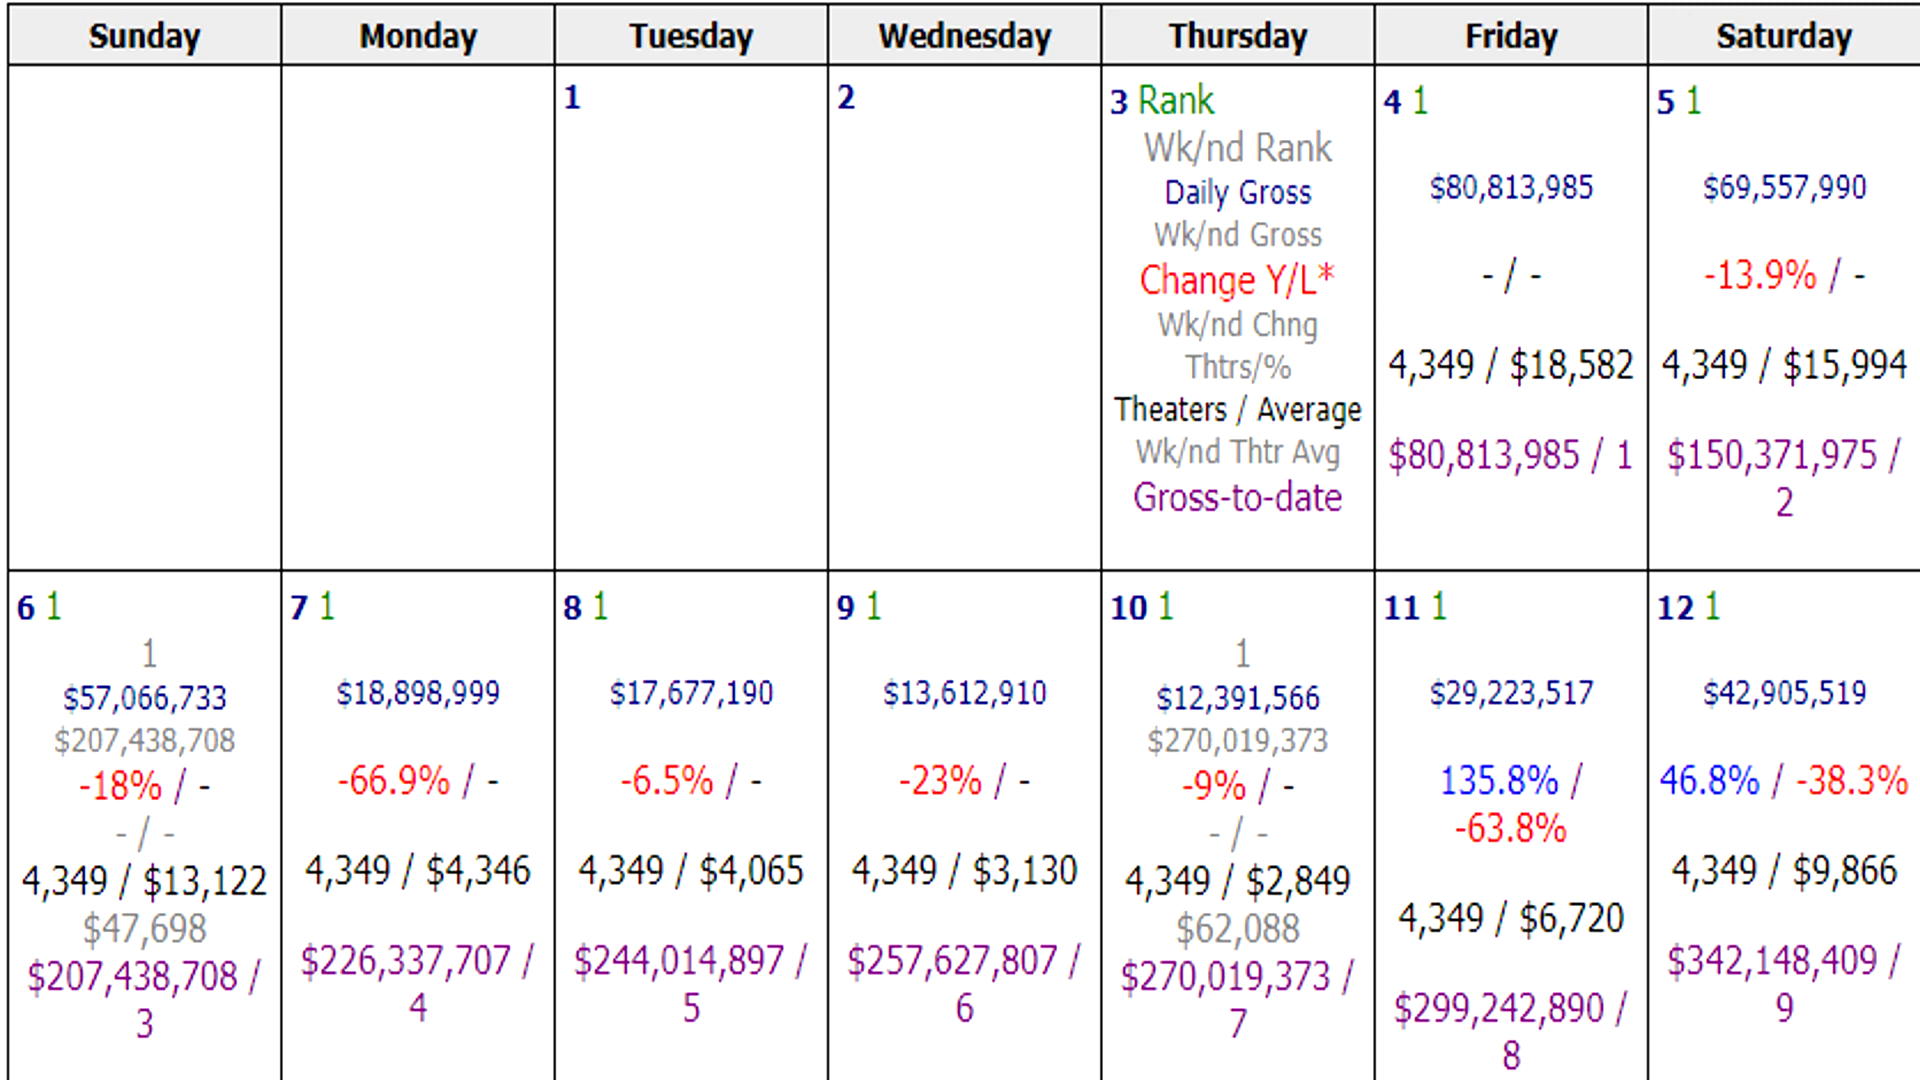 Sunday
Monday
Tuesday
Wednesday
Thursday
Friday
Saturday
1
2
3 Rank
Wk/nd Rank
Daily Gross
Wk/nd Gross
Change Y/L*
Wk/nd Chng
Thtrs/%
Theaters / Average
Wk/nd Thtr Avg
Gross-to-date
4 1
$80,813,985
- / -
4,349 / $18,582
$80,813,985 / 1
5 1
$69,557,990
-13.9% / -
4,349 / $15,994
$150,371,975 /
2
6 1
1
$57,066,733
$207,438,708
-18% / -
- / -
4,349 / $13,122
$47,698
$207,438,708 /
3
7 1
$18,898,999
-66.9% / -
4,349 / $4,346
$226,337,707 /
4
8 1
$17,677,190
-6.5% / -
4,349 / $4,065
$244,014,897 /
5
9 1
$13,612,910
-23% / -
4,349 / $3,130
$257,627,807 /
6
10 1
1
$12,391,566
$270,019,373
-9% / -
- / -
4,349 / $2,849
$62,088
$270,019,373 /
7
11 1
$29,223,517
135.8% /
-63.8%
4,349 / $6,720
$299,242,890 /
8
12 1
$42,905,519
46.8% / -38.3%
4,349 / $9,866
$342,148,409 /
9